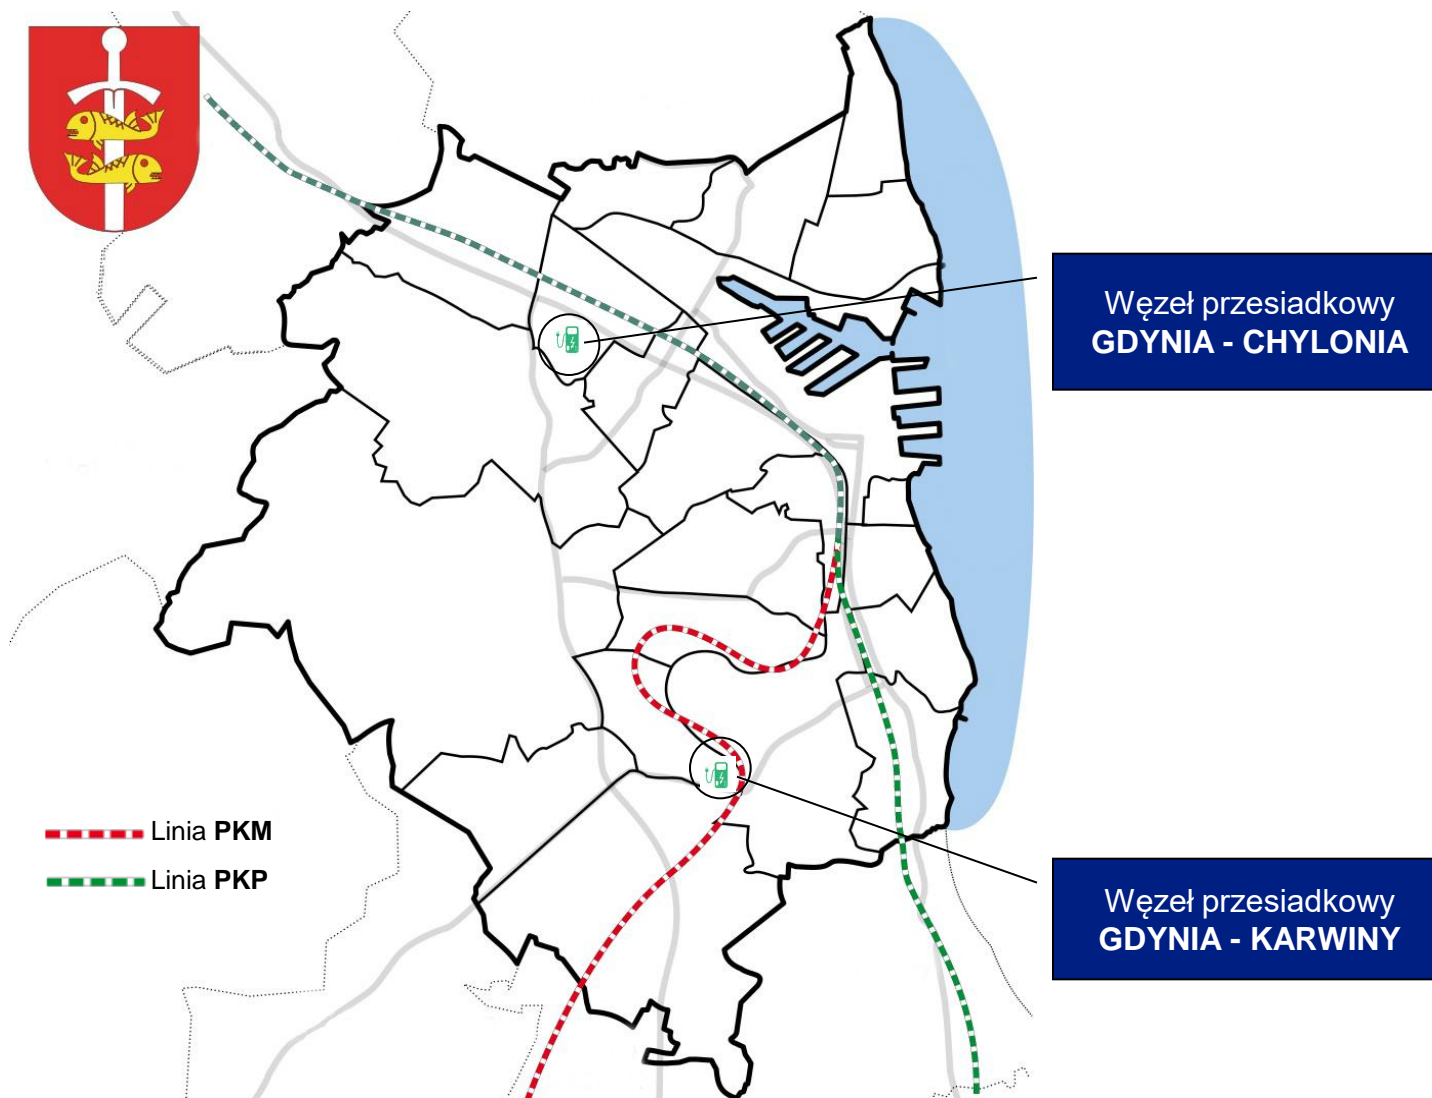 Węzeł przesiadkowy
GDYNIA - CHYLONIA
Linia PKM
Linia PKP
Węzeł przesiadkowy
GDYNIA - KARWINY